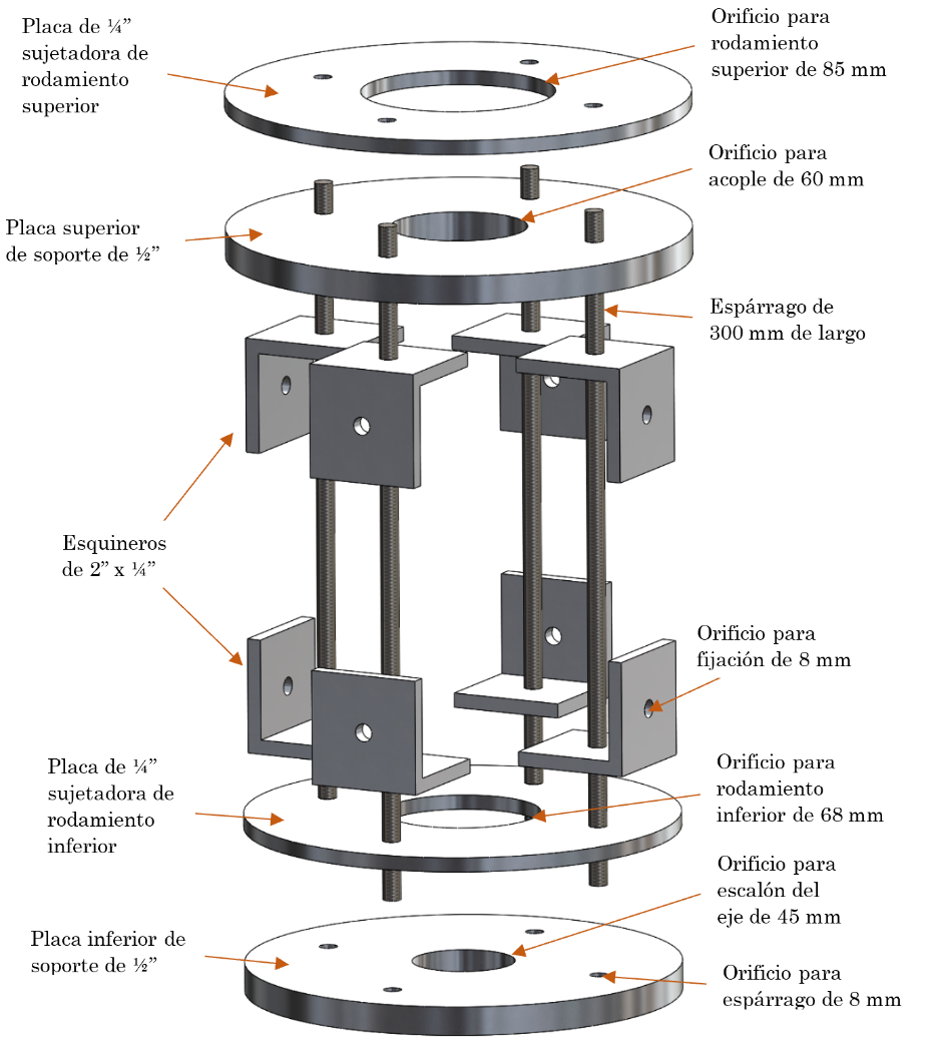 Placa de ¼”
sujetadora de
rodamiento
superior
Orificio para
rodamiento
superior de 85 mm
Orificio para
acople de 60 mm
Placa superior
de soporte de ½”
Espárrago de
300 mm de largo
Esquineros
de 2” x ¼”
Orificio para
fijación de 8 mm
Placa de ¼”
sujetadora de
rodamiento
inferior
Orificio para
rodamiento
inferior de 68 mm
Orificio para
escalón del
eje de 45 mm
Placa inferior de
soporte de ½”
Orificio para
espárrago de 8 mm